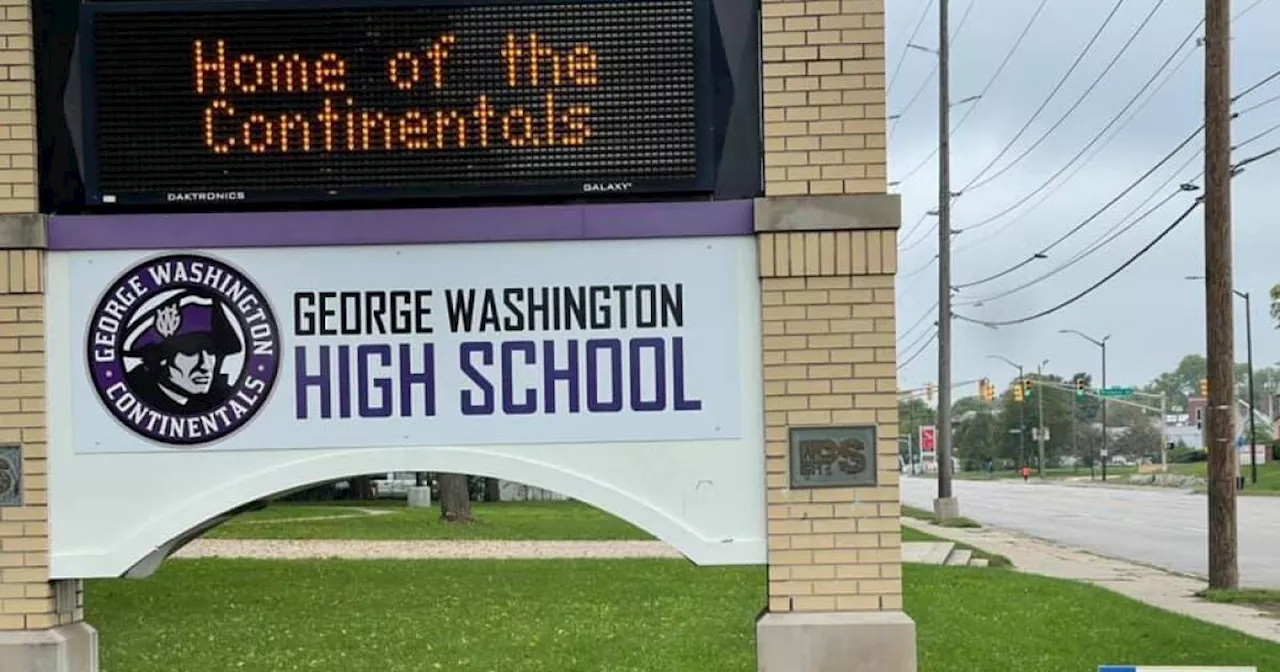 Home of the
Continentals
DAKTRONICS
GALAXY
GEORGE WASHINGTON
CONTINENTALS
GEORGE WASHINGTON
HIGH SCHOOL
IPS